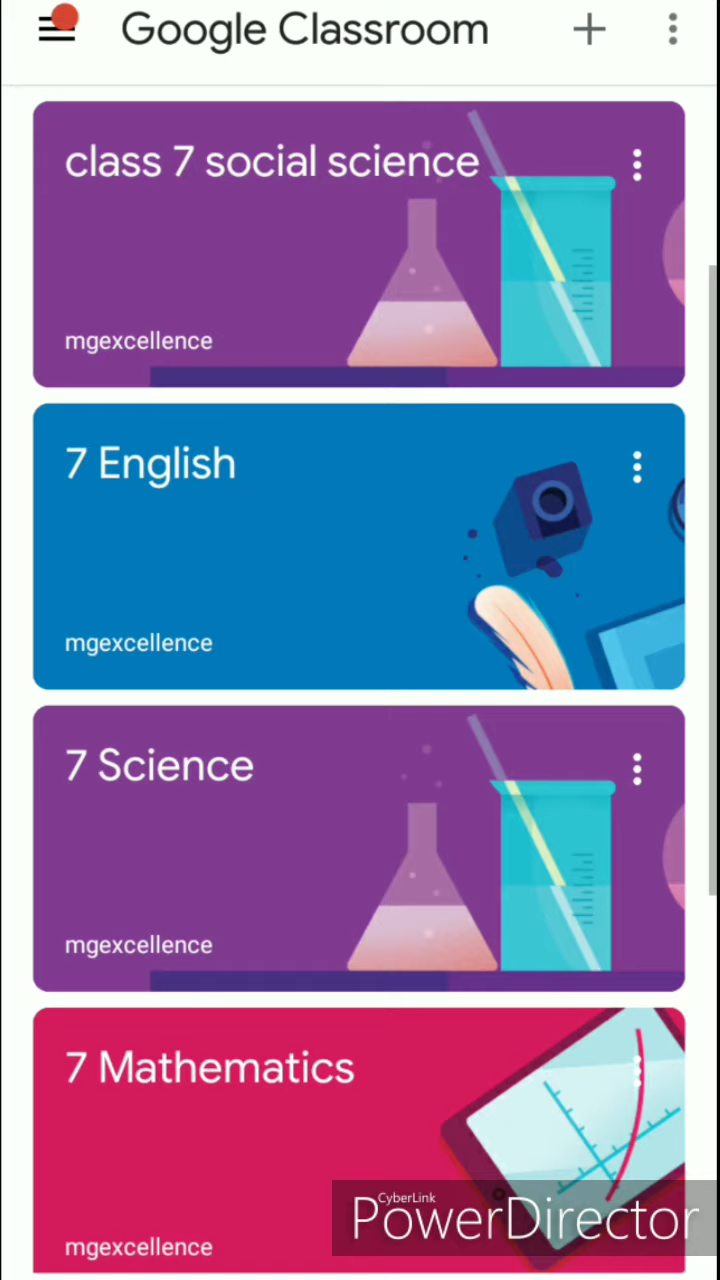 Google Classroom
class 7 social science
mgexcellence
7 English
mgexcellence
7 Science
mgexcellence
7 Mathematics
mgexcellence
CyberLink
PowerDirector